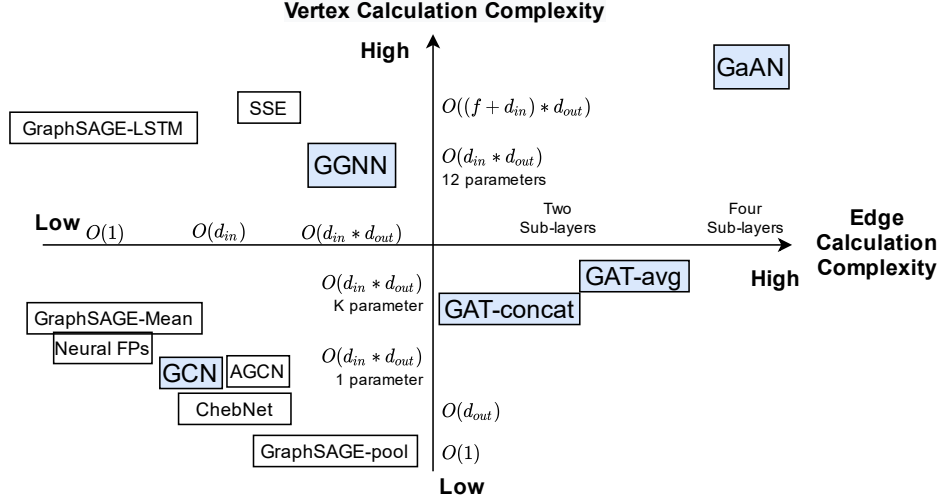 Vertex Calculation Complexity
High
GaAN
SSE
O((f + d_in) * d_out)
GraphSAGE-LSTM
GGNN
O(d_in * d_out)
12 parameters
Low
O(1)
O(d_in)
O(d_in * d_out)
Two
Sub-layers
Four
Sub-layers
Edge
Calculation
Complexity
High
O(d_in * d_out)
K parameter
GAT-avg
GAT-concat
GraphSAGE-Mean
Neural FPs
GCN
AGCN
O(d_in * d_out)
1 parameter
ChebNet
O(d_out)
GraphSAGE-pool
O(1)
Low